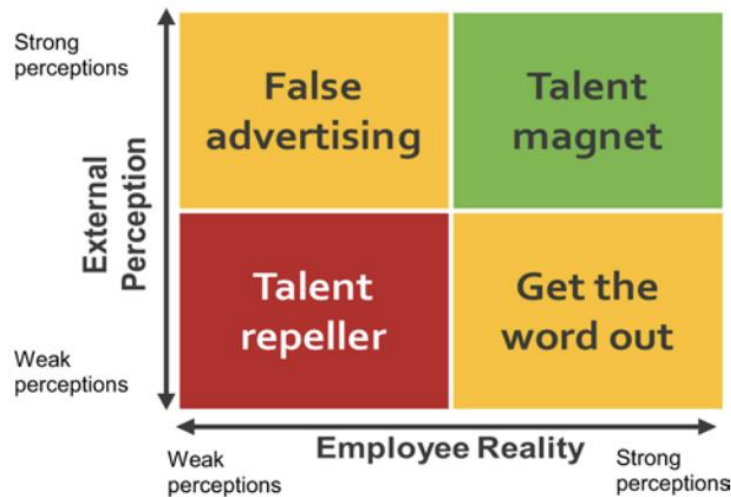 Strong
perceptions
False
advertising
Talent
magnet
External
Perception
Talent
repeller
Get the
word out
Weak
perceptions
Employee Reality
Weak
perceptions
Strong
perceptions